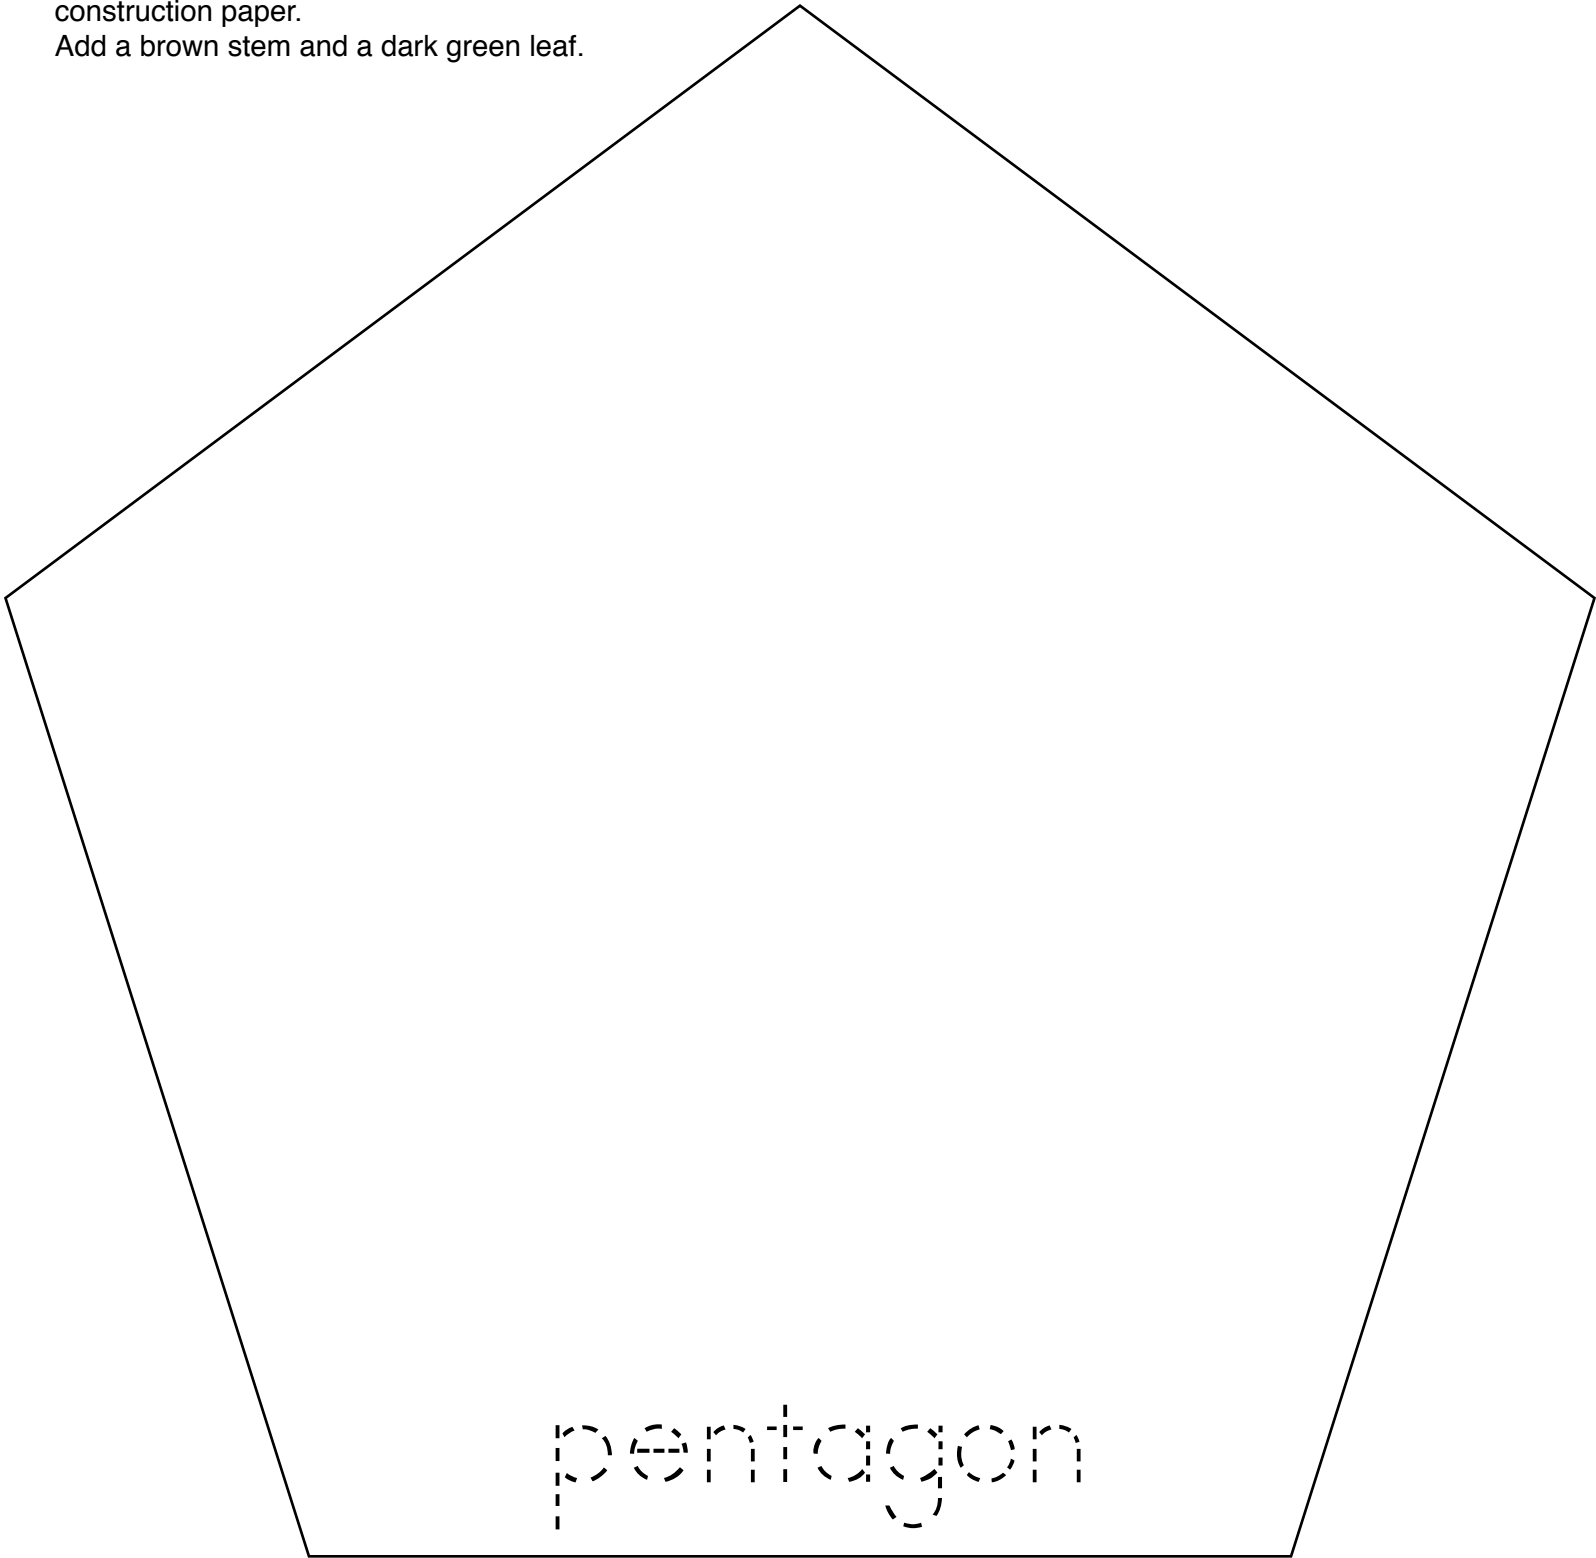 construction paper.
Add a brown stem and a dark green leaf.
pentagon